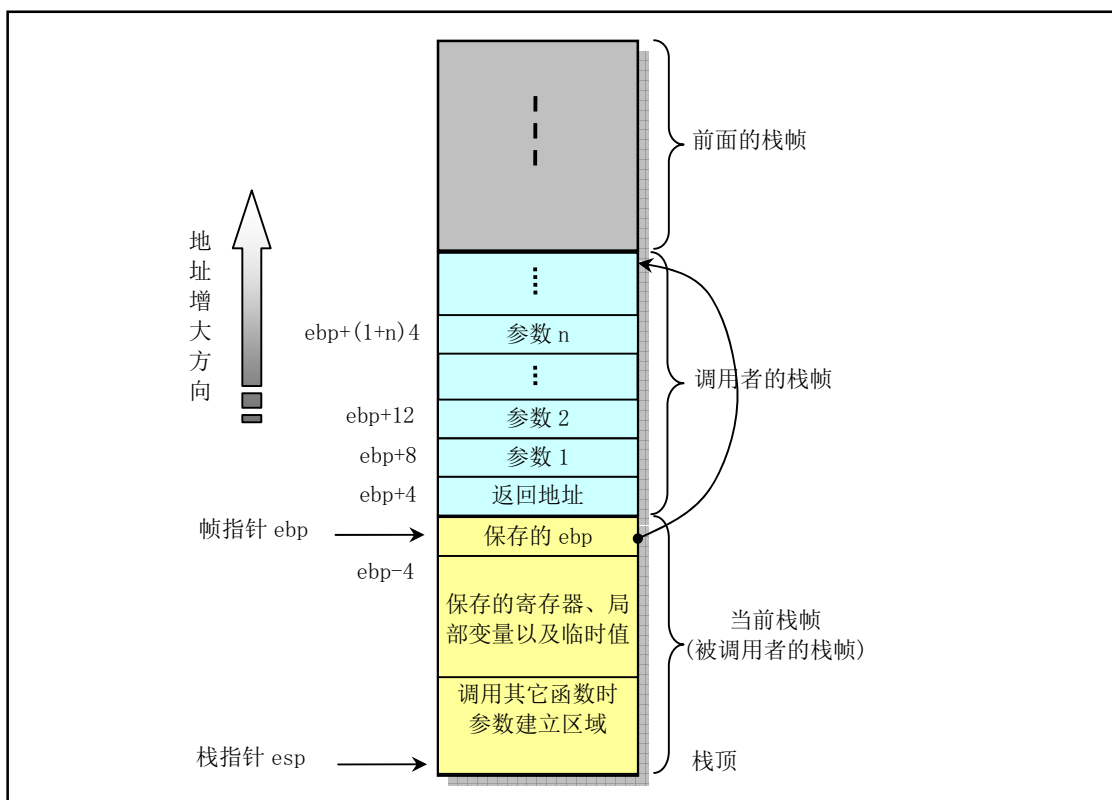 前面的栈帧
地址增大方向
ebp+(1+n)4
参数 n
调用者的栈帧
ebp+12
参数 2
ebp+8
参数 1
ebp+4
返回地址
帧指针 ebp
保存的 ebp
ebp-4
保存的寄存器、局
部变量以及临时值
当前栈帧
(被调用者的栈帧)
调用其它函数时
参数建立区域
栈指针 esp
栈顶